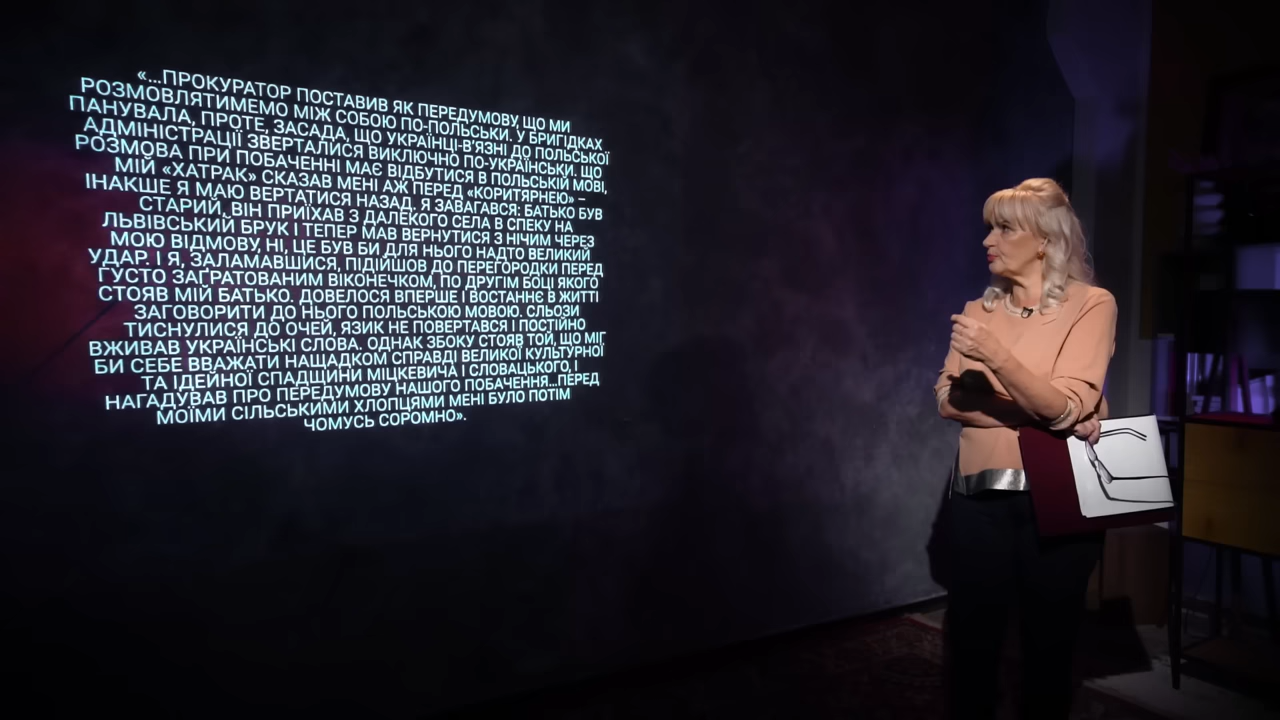 «...ПРОКУРАТОР ПОСТАВИВ ЯК ПЕРЕДУМОВУ, ЩО МИ
РОЗМОВЛЯТИМЕМО МІЖ СОБОЮ ПО-ПОЛЬСЬКИ. У БРИГІДКАХ
ПАНУВАЛА, ПРОТЕ, ЗАСАДА, ЩО УКРАЇНЦІ-В'ЯЗНІ ДО ПОЛЬСЬКОЇ
АДМІНІСТРАЦІЇ ЗВЕРТАЛИСЯ ВИКЛЮЧНО ПО-УКРАЇНСЬКИ. ЩО
РОЗМОВА ПРИ ПОБАЧЕННІ МАЄ ВІДБУТИСЯ В ПОЛЬСЬКІЙ МОВІ,
МІЙ «ХАТРАК» СКАЗАВ МЕНІ АЖ ПЕРЕД «КОРИТЯРНЕЮ» –
ІНАКШЕ Я МАЮ ВЕРТАТИСЯ НАЗАД. Я ЗАВАГАВСЯ: БАТЬКО БУВ
СТАРИЙ, ВІН ПРИЇХАВ З ДАЛЕКОГО СЕЛА В СПЕКУ НА
ЛЬВІВСЬКИЙ БРУК І ТЕПЕР МАВ ВЕРНУТИСЯ З НІЧИМ ЧЕРЕЗ
МОЮ ВІДМОВУ, НІ, ЦЕ БУВ БИ ДЛЯ НЬОГО НАДТО ВЕЛИКИЙ
УДАР. І Я, ЗАЛАМАВШИСЯ, ПІДІЙШОВ ДО ПЕРЕГОРОДКИ ПЕРЕД
ГУСТО ЗАҐРАТОВАНИМ ВІКОНЕЧКОМ, ПО ДРУГІМ БОЦІ ЯКОГО
СТОЯВ МІЙ БАТЬКО. ДОВЕЛОСЯ ВПЕРШЕ І ВОСТАННЄ В ЖИТТІ
ЗАГОВОРИТИ ДО НЬОГО ПОЛЬСЬКОЮ МОВОЮ. СЛЬОЗИ
ТИСНУЛИСЯ ДО ОЧЕЙ, ЯЗИК НЕ ПОВЕРТАВСЯ І ПОСТІЙНО
ВЖИВАВ УКРАЇНСЬКІ СЛОВА. ОДНАК ЗБОКУ СТОЯВ ТОЙ, ЩО МІГ
БИ СЕБЕ ВВАЖАТИ НАЩАДКОМ СПРАВДІ ВЕЛИКОЇ КУЛЬТУРНОЇ
ТА ІДЕЙНОЇ СПАДЩИНИ МІЦКЕВИЧА І СЛОВАЦЬКОГО, І
НАГАДУВАВ ПРО ПЕРЕДУМОВУ НАШОГО ПОБАЧЕННЯ...ПЕРЕД
МОЇМИ СІЛЬСЬКИМИ ХЛОПЦЯМИ МЕНІ БУЛО ПОТІМ
ЧОМУСЬ СОРОМНО».